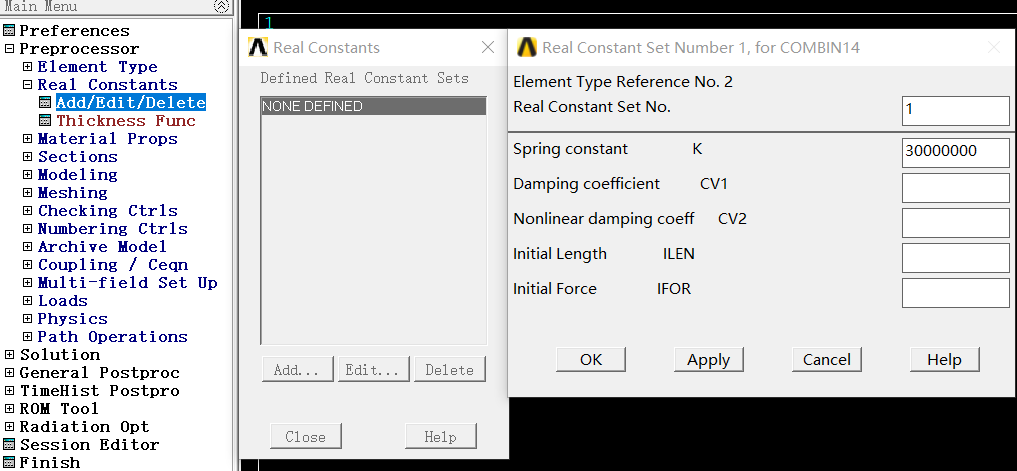 Main Menu
Preferences
Preprocessor
Element Type
Real Constants
Add/Edit/Delete
Thickness Func
Material Props
Sections
Modeling
Meshing
Checking Ctrls
Numbering Ctrls
Archive Model
Coupling / Ceqn
Multi-field Set Up
Loads
Physics
Path Operations
Solution
General Postproc
TimeHist Postpro
ROM Tool
Radiation Opt
Session Editor
Finish
1
Real Constants
Defined Real Constant Sets
NONE DEFINED
Add... Edit... Delete
Close Help
Real Constant Set Number 1, for COMBIN14
Element Type Reference No. 2
Real Constant Set No. 1
Spring constant K 30000000
Damping coefficient CV1
Nonlinear damping coeff CV2
Initial Length ILEN
Initial Force IFOR
OK Apply Cancel Help